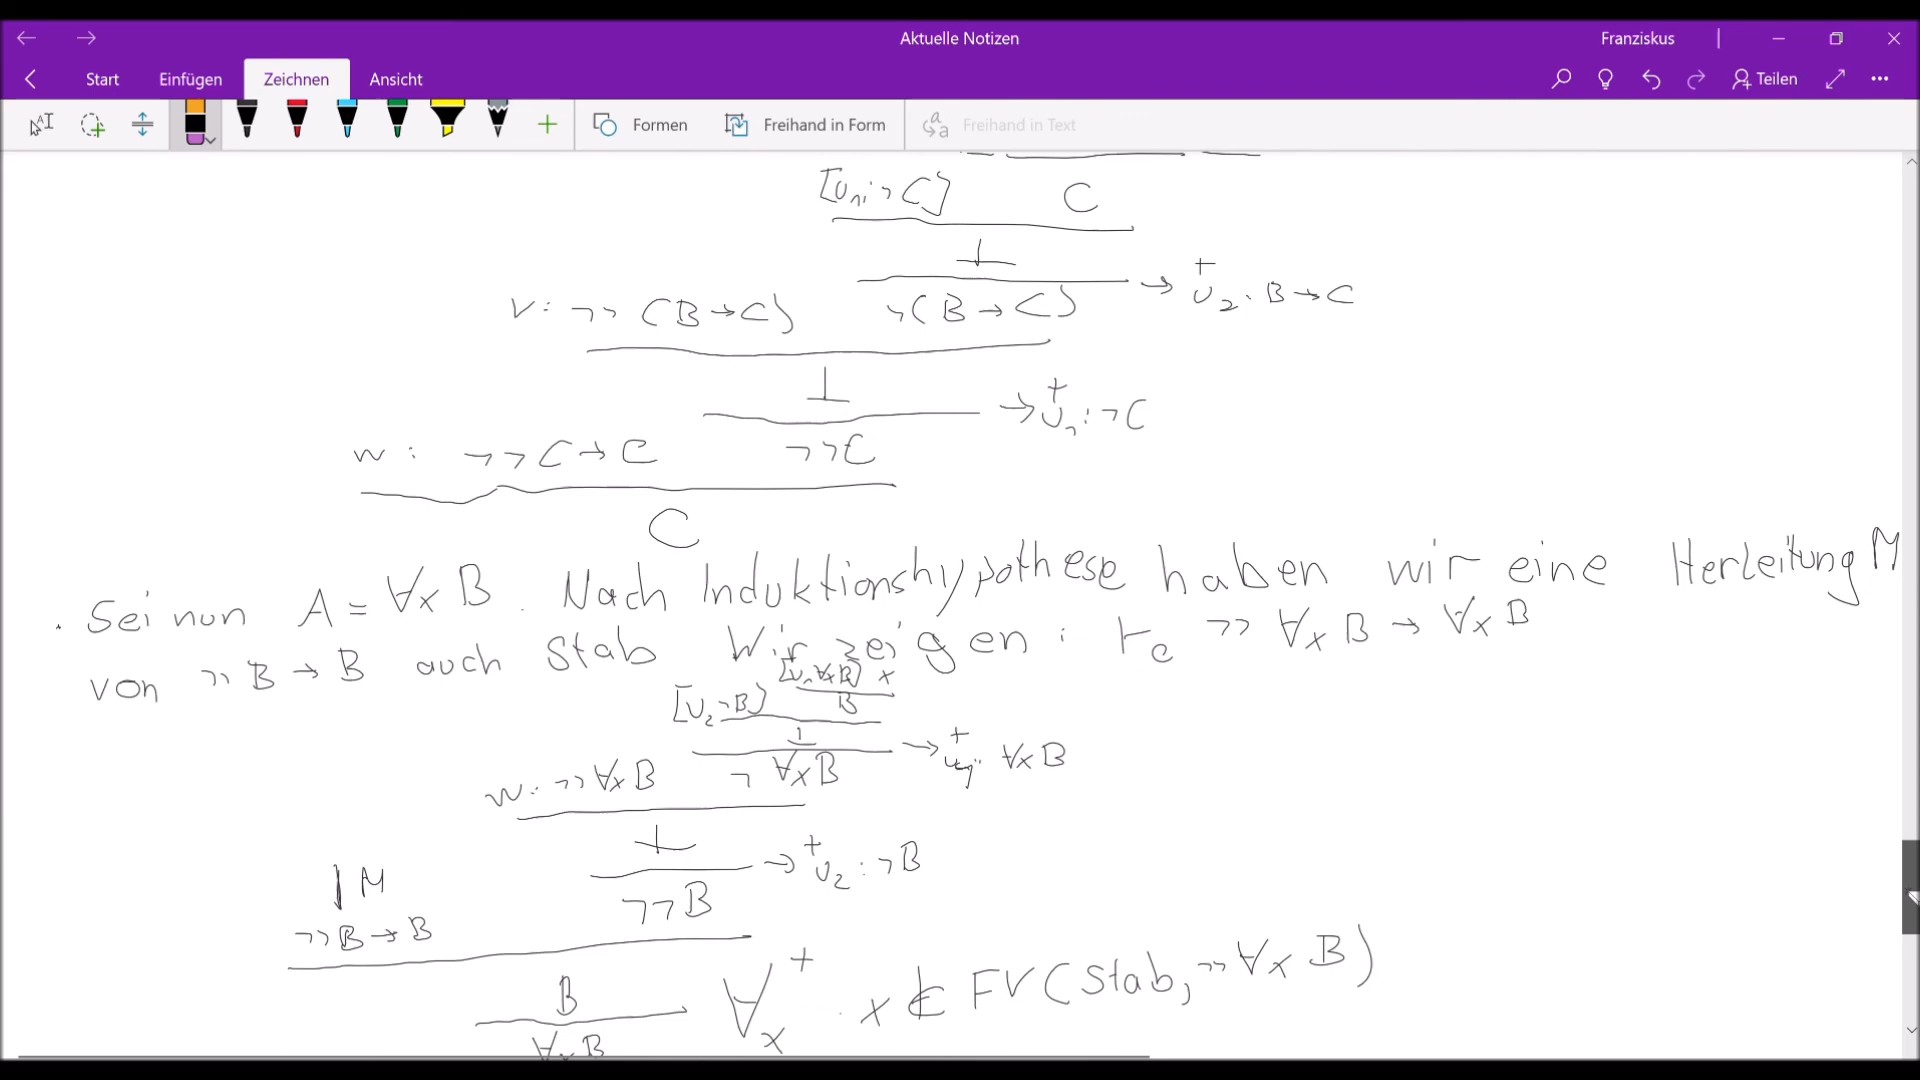 Aktuelle Notizen
Franziskus
Start Einfügen Zeichnen Ansicht
Teilen
Formen Freihand in Form Freihand in Text
[u₁: ¬C] C
⊥
→⁺ u₂: B → C
v: ¬¬(B → C) ¬(B → C)
⊥
→⁺ u₁: ¬C
w: ¬¬C → C ¬¬C
C
. Sei nun A = ∀x B. Nach Induktionshypothese haben wir eine Herleitung M
von ¬¬B → B auch Stab Wir zeigen: ⊢c ¬¬∀x B → ∀x B
[u₁ ∀xB] x
[u₂ ¬B] B
⊥
→⁺ u₁: ∀x B
w: ¬¬∀x B ¬∀x B
⊥
→⁺ u₂: ¬B
| M
¬¬B → B ¬¬B
B ∀x⁺ . x ∉ FV(Stab, ¬¬∀x B)
∀x B